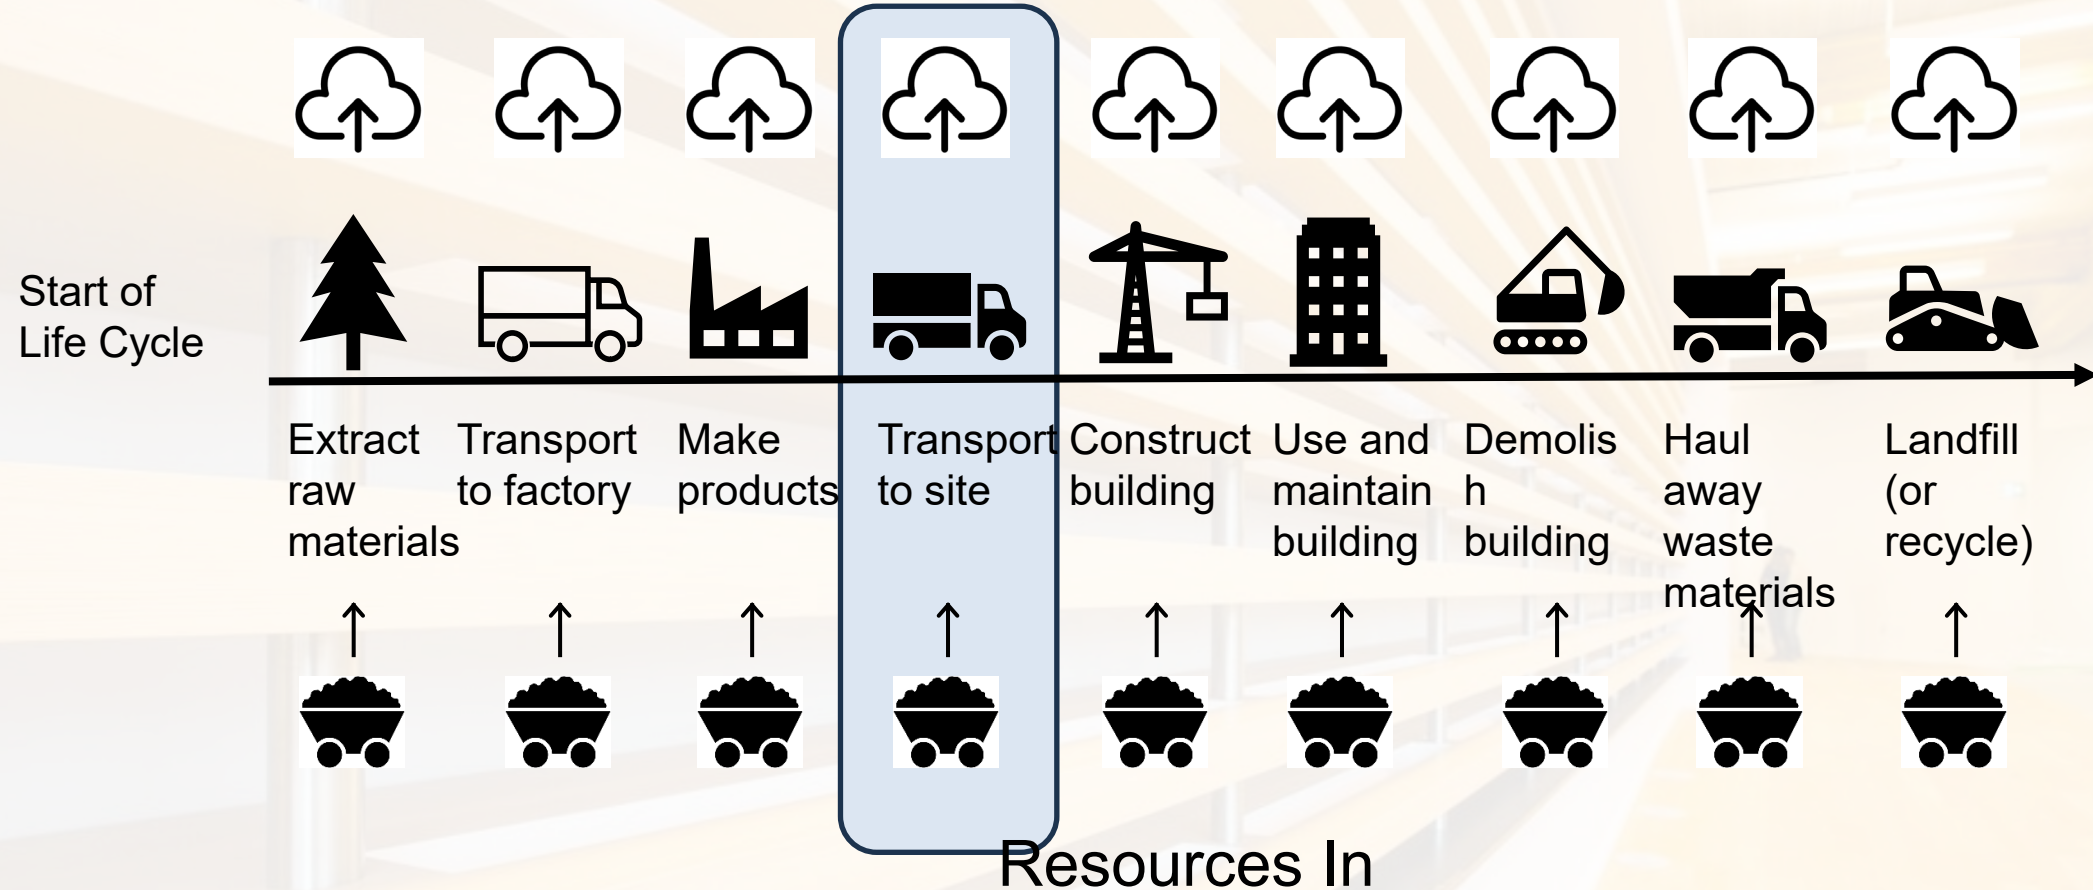 Start of
Life Cycle
Extract
raw
materials
Transport
to factory
Make
products
Transport
to site
Construct
building
Use and
maintain
building
Demolis
h
building
Haul
away
waste
materials
Landfill
(or
recycle)
Resources In